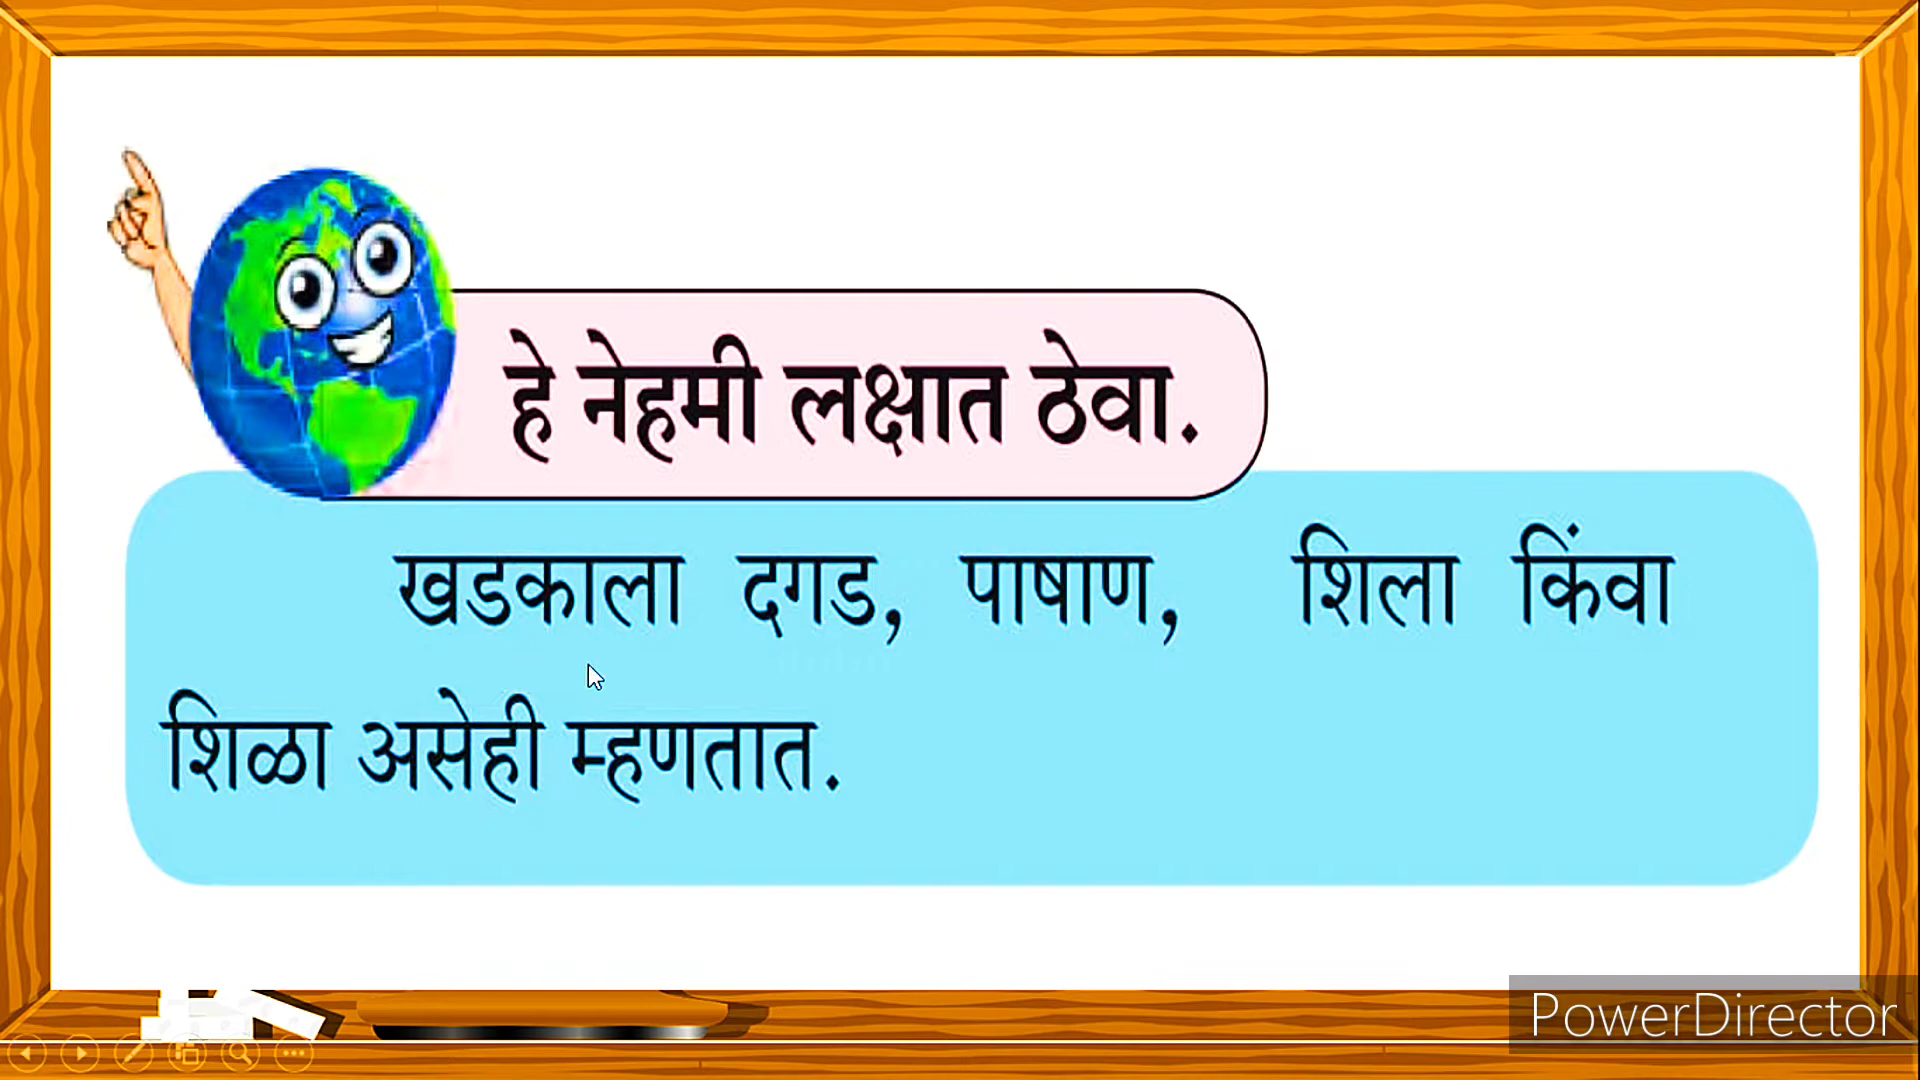 हे नेहमी लक्षात ठेवा.
खडकाला दगड, पाषाण, शिला किंवा
शिळा असेही म्हणतात.
PowerDirector